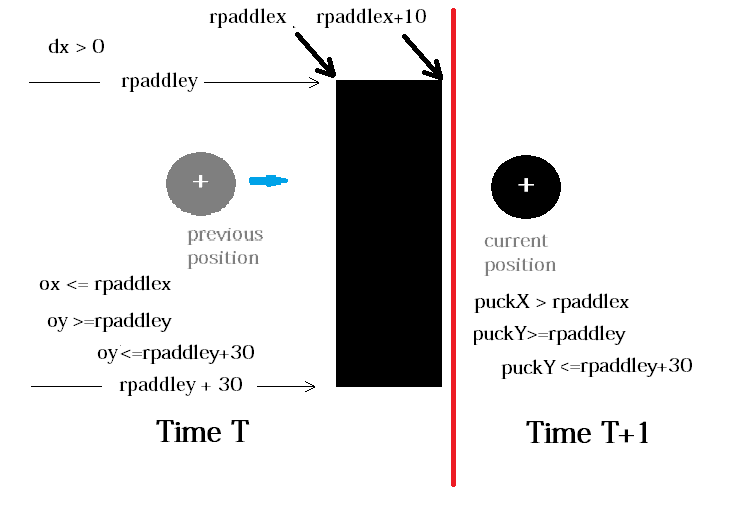 rpaddlex rpaddlex+10
dx > 0
rpaddley
previous
position
ox <= rpaddlex
oy >=rpaddley
oy<=rpaddley+30
rpaddley + 30
Time T
current
position
puckX > rpaddlex
puckY>=rpaddley
puckY <=rpaddley+30
Time T+1